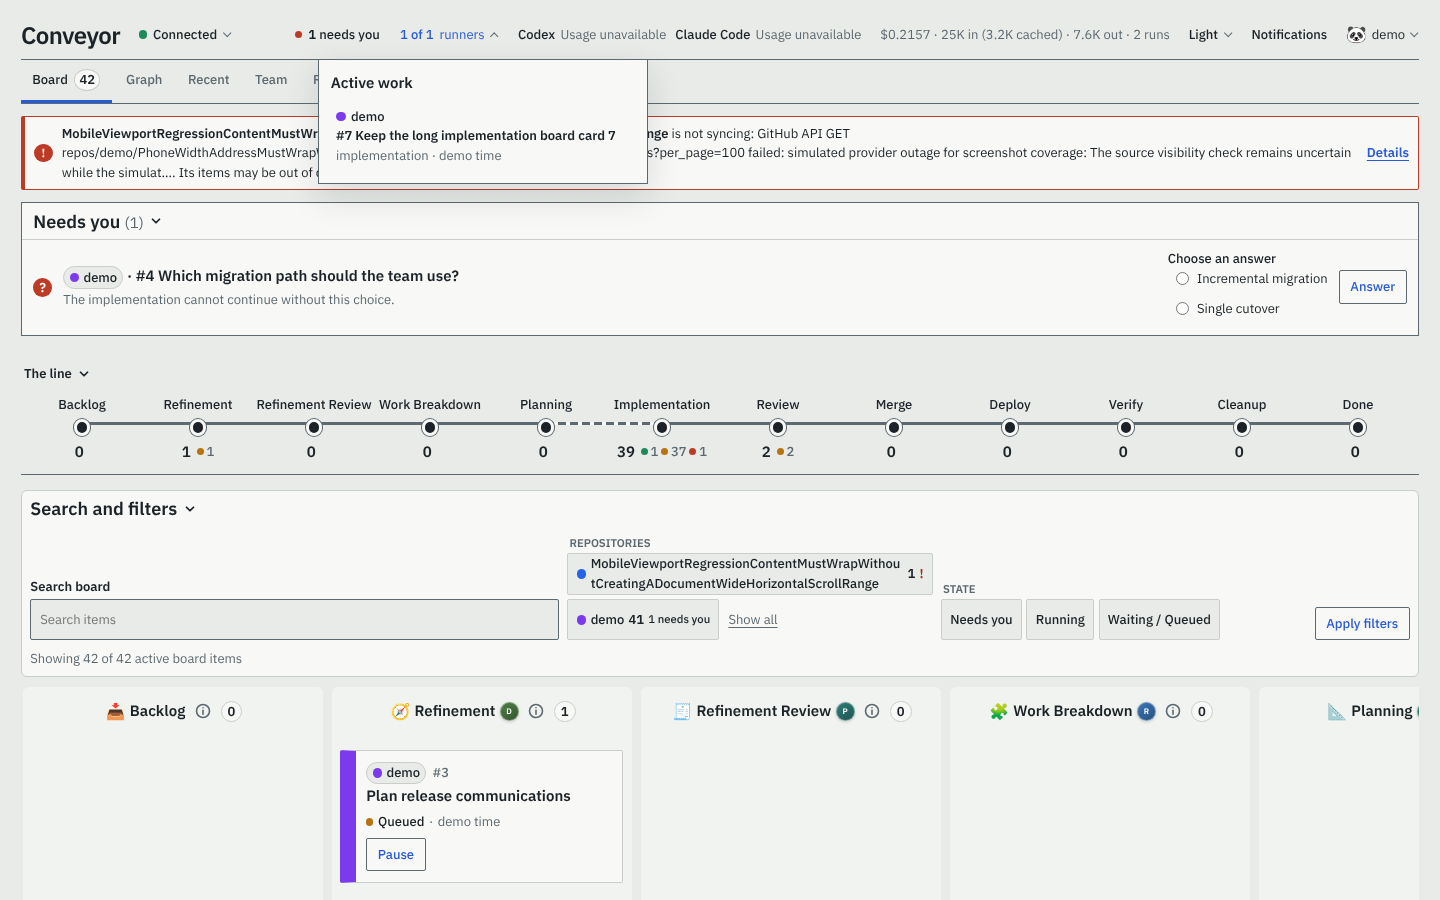 Conveyor
Connected
1 needs you
1 of 1 runners
Codex Usage unavailable
Claude Code Usage unavailable
$0.2157 · 25K in (3.2K cached) · 7.6K out · 2 runs
Light
Notifications
demo
Board 42
Graph
Recent
Team
Active work
demo
#7 Keep the long implementation board card 7
implementation · demo time
! MobileViewportRegressionContentMustWr nge is not syncing: GitHub API GET
repos/demo/PhoneWidthAddressMustWrap s?per_page=100 failed: simulated provider outage for screenshot coverage: The source visibility check remains uncertain
while the simulat.... Its items may be out of
Details
Needs you (1)
? demo · #4 Which migration path should the team use?
The implementation cannot continue without this choice.
Choose an answer
Incremental migration
Single cutover
Answer
The line
Backlog Refinement Refinement Review Work Breakdown Planning Implementation Review Merge Deploy Verify Cleanup Done
0 1 1 0 0 0 39 1 37 1 2 2 0 0 0 0 0
Search and filters
Search board
Search items
Showing 42 of 42 active board items
REPOSITORIES
MobileViewportRegressionContentMustWrapWithou
tCreatingADocumentWideHorizontalScrollRange
1 !
demo 41 1 needs you
Show all
STATE
Needs you
Running
Waiting / Queued
Apply filters
Backlog 0
Refinement D 1
Refinement Review P 0
Work Breakdown R 0
Planning
demo #3
Plan release communications
Queued · demo time
Pause